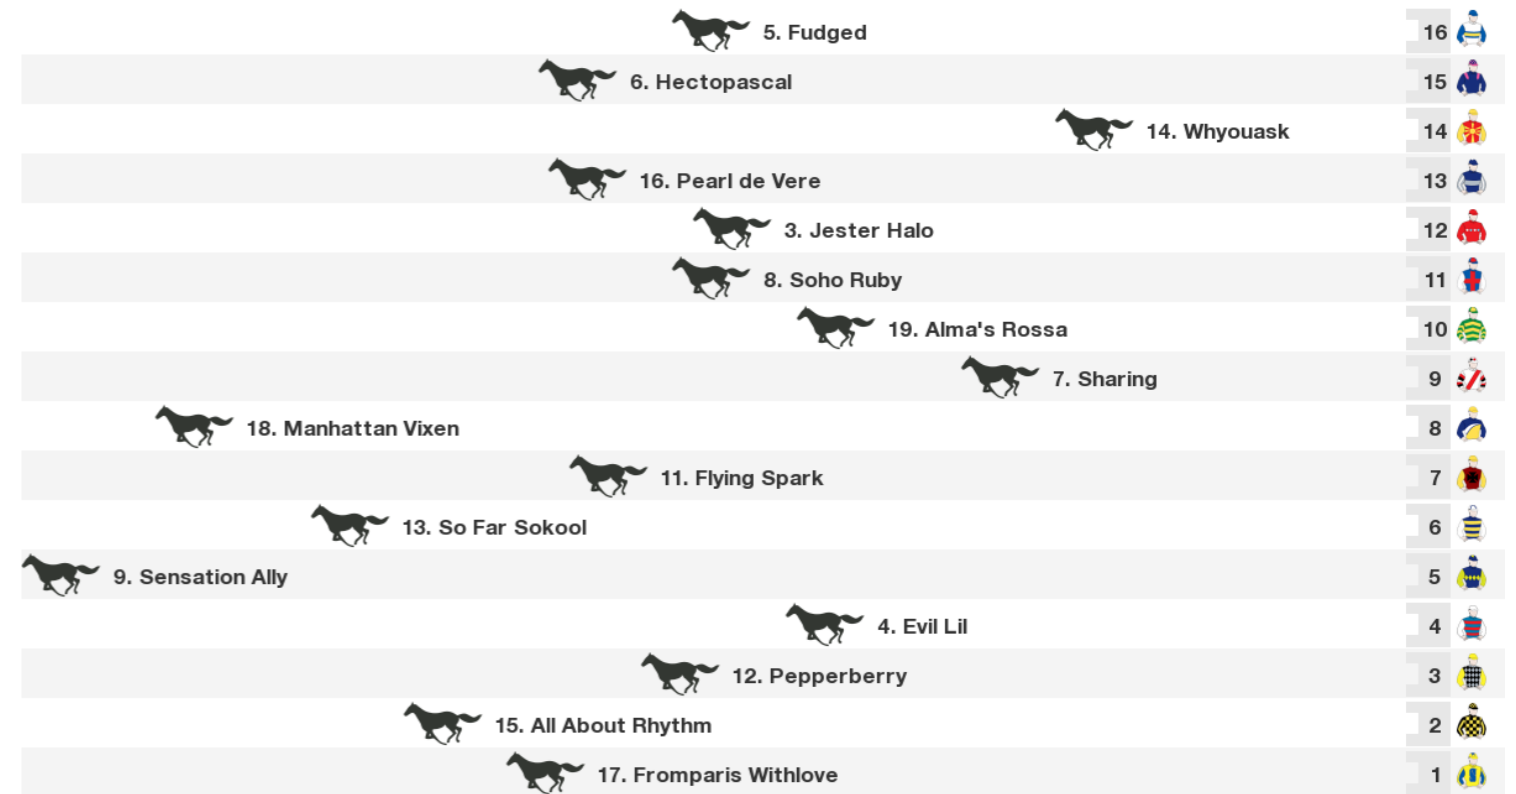 5. Fudged 16
6. Hectopascal 15
14. Whyouask 14
16. Pearl de Vere 13
3. Jester Halo 12
8. Soho Ruby 11
19. Alma's Rossa 10
7. Sharing 9
18. Manhattan Vixen 8
11. Flying Spark 7
13. So Far Sokool 6
9. Sensation Ally 5
4. Evil Lil 4
12. Pepperberry 3
15. All About Rhythm 2
17. Fromparis Withlove 1